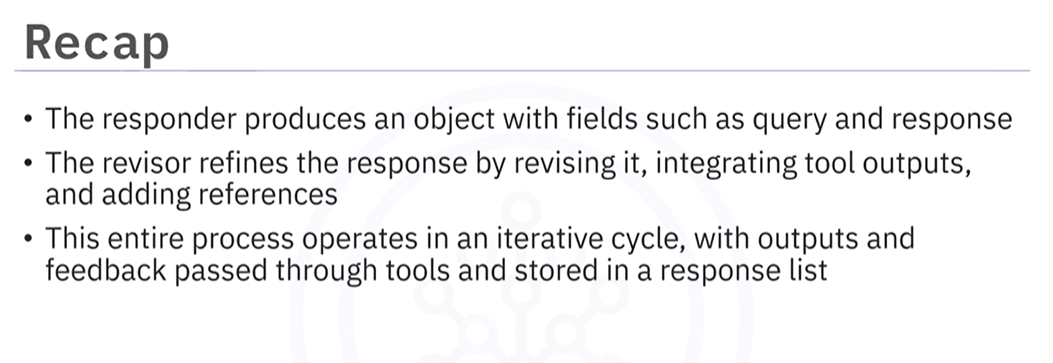 Recap
• The responder produces an object with fields such as query and response
• The revisor refines the response by revising it, integrating tool outputs,
and adding references
• This entire process operates in an iterative cycle, with outputs and
feedback passed through tools and stored in a response list